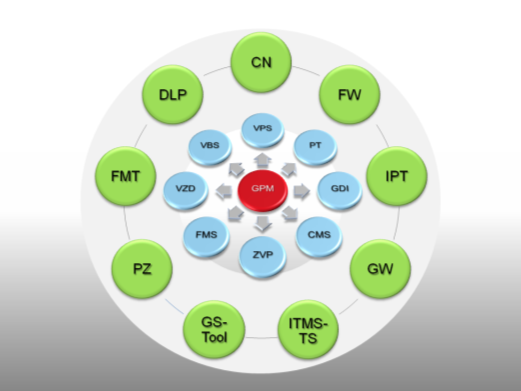 CN
DLP
FW
VPS
VBS
PT
FMT
IPT
VZD
GPM
GDI
FMS
CMS
ZVP
PZ
GW
GS-
Tool
ITMS-
TS